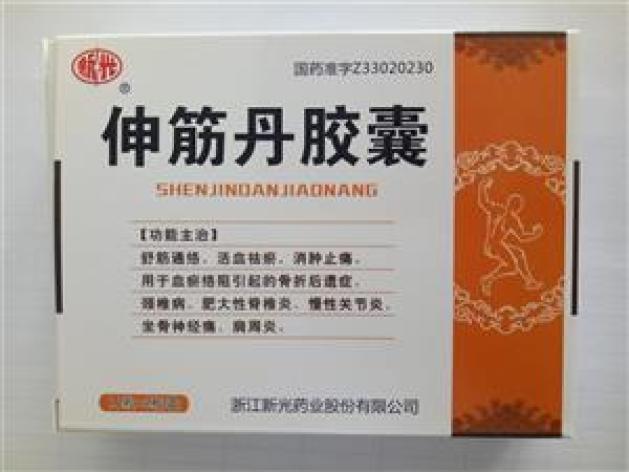 新光
®
国药准字Z33020230
伸筋丹胶囊
SHENJINDANJIAONANG
【功能主治】
舒筋通络，活血祛瘀，消肿止痛。
用于血瘀络阻引起的骨折后遗症、
颈椎病、肥大性脊椎炎、慢性关节炎、
坐骨神经痛、肩周炎。
浙江新光药业股份有限公司